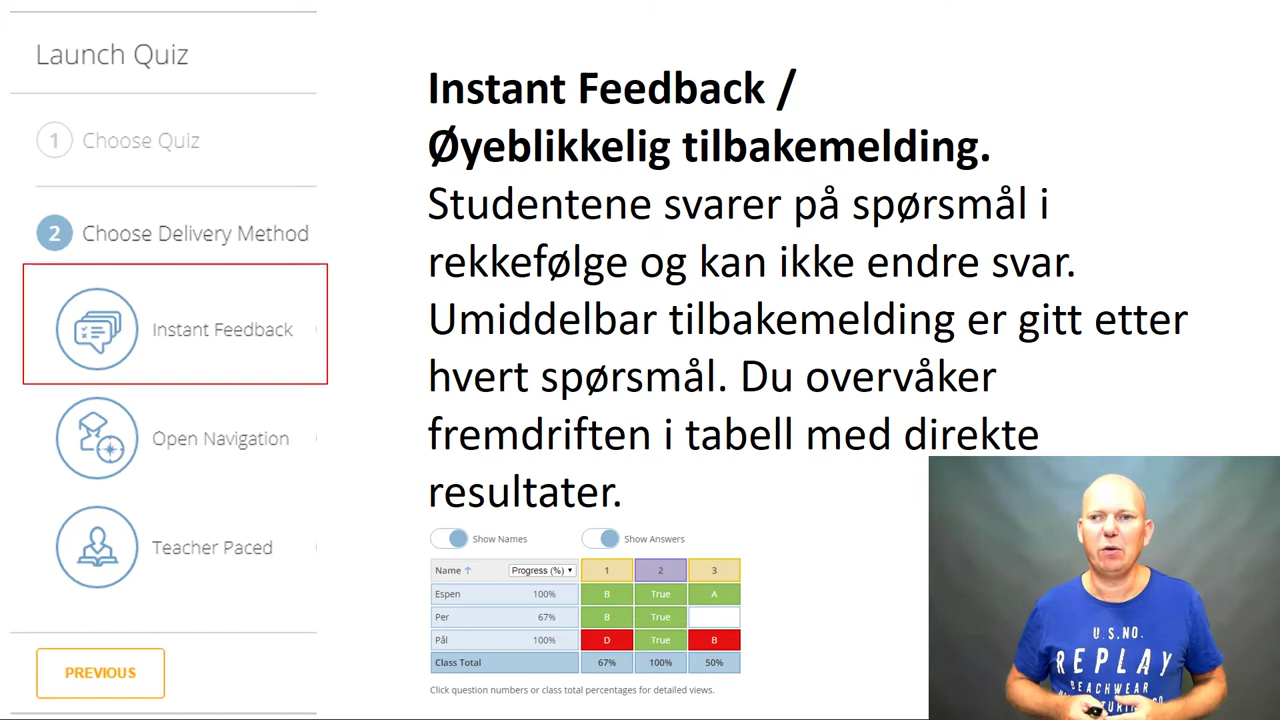 Launch Quiz
1 Choose Quiz
2 Choose Delivery Method
Instant Feedback
Open Navigation
Teacher Paced
PREVIOUS
Instant Feedback /
Øyeblikkelig tilbakemelding.
Studentene svarer på spørsmål i
rekkefølge og kan ikke endre svar.
Umiddelbar tilbakemelding er gitt etter
hvert spørsmål. Du overvåker
fremdriften i tabell med direkte
resultater.
Show Names Show Answers
Name ↑ Progress (%) 1 2 3
Espen 100% B True A
Per 67% B True
Pål 100% D True B
Class Total 67% 100% 50%
Click question numbers or class total percentages for detailed views.
U.S.NO.
REPLAY
BEACHWEAR